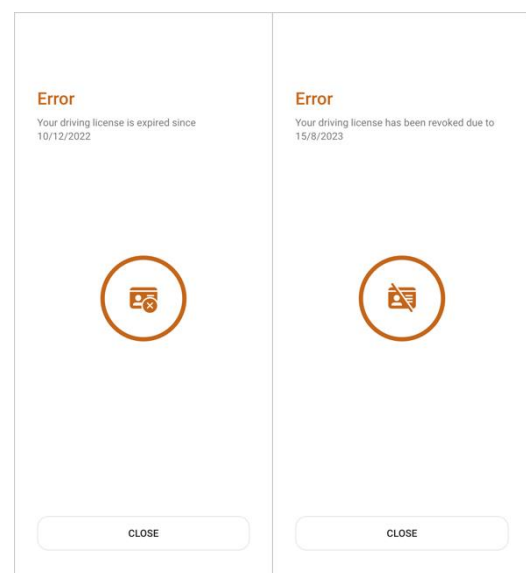 Error
Your driving license is expired since
10/12/2022
CLOSE
Error
Your driving license has been revoked due to
15/8/2023
CLOSE